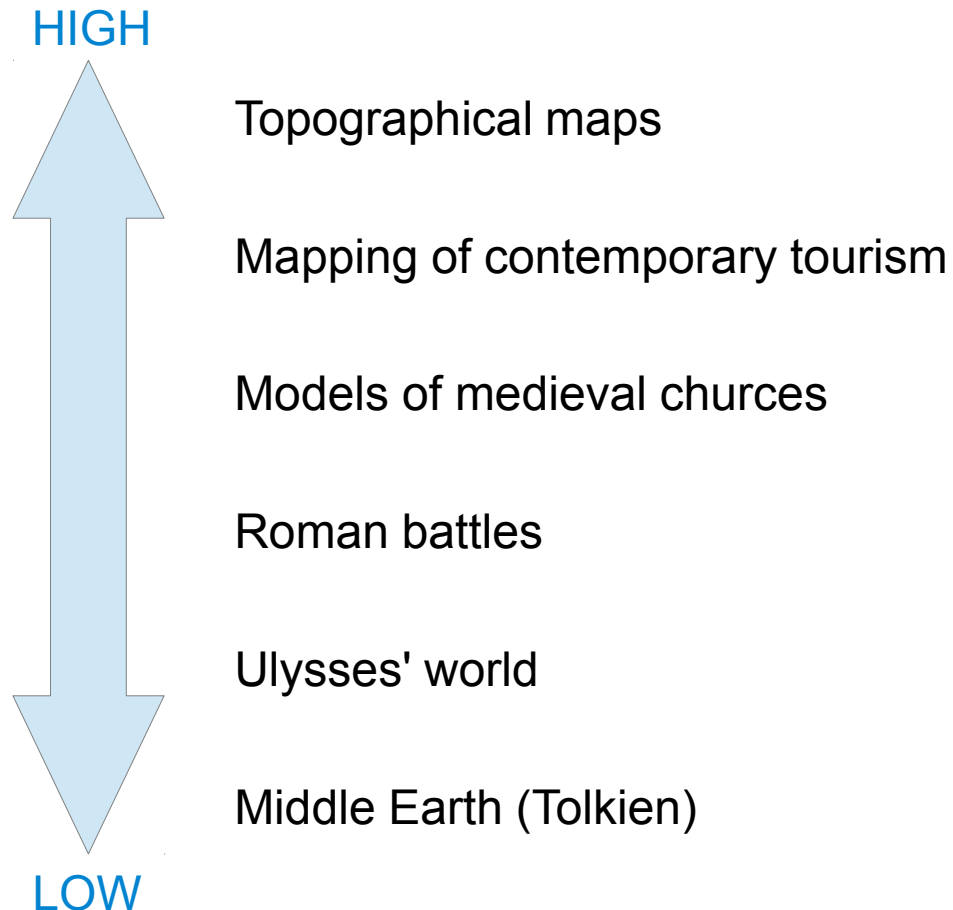 HIGH
Topographical maps
Mapping of contemporary tourism
Models of medieval churces
Roman battles
Ulysses' world
Middle Earth (Tolkien)
LOW